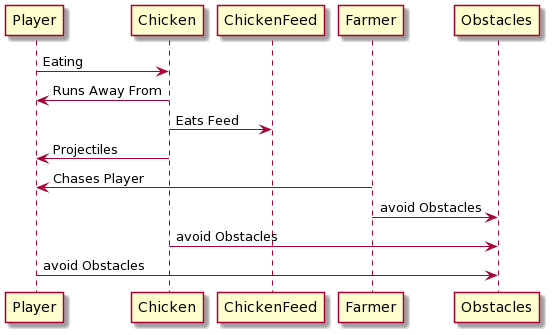 Player Chicken ChickenFeed Farmer Obstacles
Eating
Runs Away From
Eats Feed
Projectiles
Chases Player
avoid Obstacles
avoid Obstacles
avoid Obstacles
Player Chicken ChickenFeed Farmer Obstacles